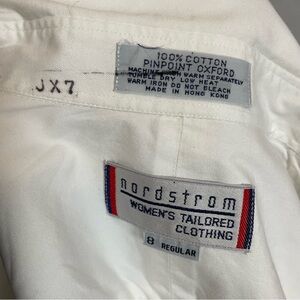 100% COTTON
PINPOINT OXFORD
MACHINE WASH WARM SEPARATELY
TUMBLE DRY LOW HEAT
WARM IRON DO NOT BLEACH
MADE IN HONG KONG
JX7
nordstrom
WOMEN'S TAILORED
CLOTHING
8 REGULAR